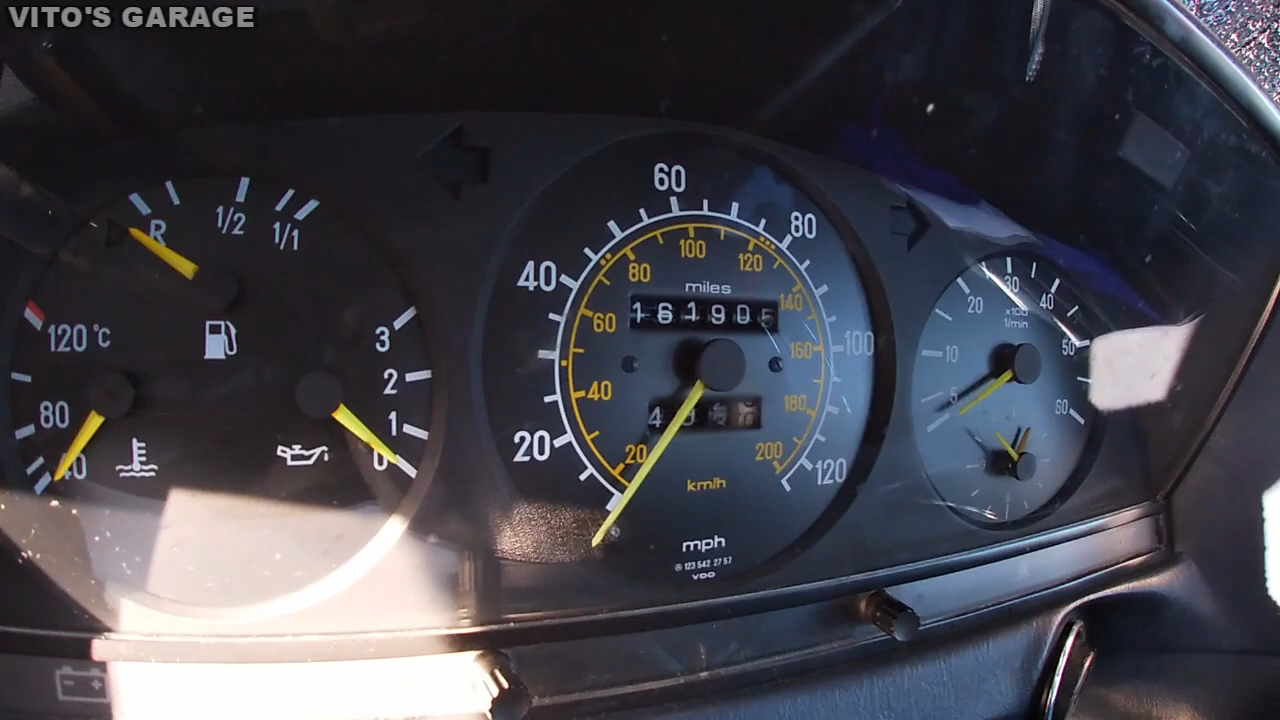 VITO'S GARAGE
R 1/2 1/1
120 °C
80
3
2
1
0
60
40 80
20 100
120
100
80 120
60 140
40 160
20 180
200
miles
161905
km/h
mph
123 542 27 57
VDO
30
20 40
x100
1/min
10 50
5 60